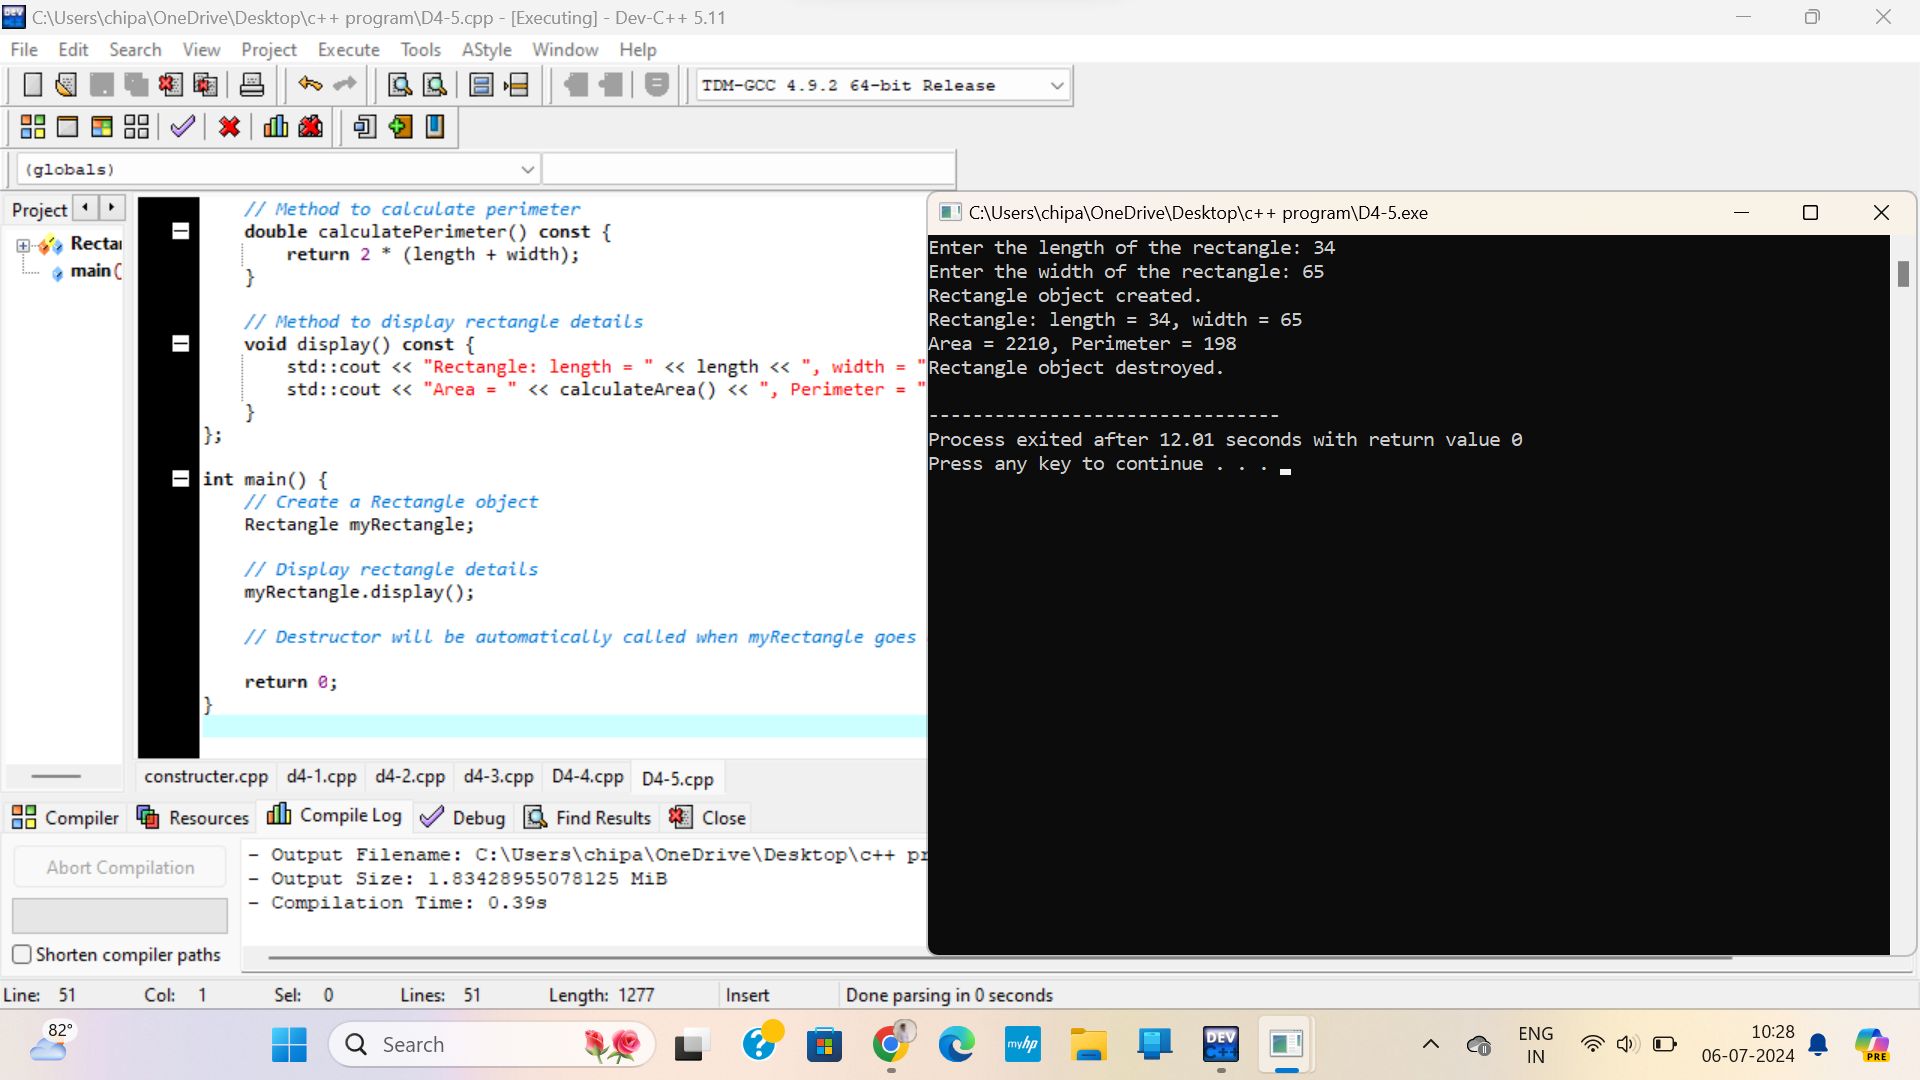 C:\Users\chipa\OneDrive\Desktop\c++ program\D4-5.cpp - [Executing] - Dev-C++ 5.11
File Edit Search View Project Execute Tools AStyle Window Help
TDM-GCC 4.9.2 64-bit Release
(globals)
Project
Rectar
main (
// Method to calculate perimeter
double calculatePerimeter() const {
return 2 * (length + width);
}
// Method to display rectangle details
void display() const {
std::cout << "Rectangle: length = " << length << ", width = "
std::cout << "Area = " << calculateArea() << ", Perimeter = "
}
};
int main() {
// Create a Rectangle object
Rectangle myRectangle;
// Display rectangle details
myRectangle.display();
// Destructor will be automatically called when myRectangle goes
return 0;
}
C:\Users\chipa\OneDrive\Desktop\c++ program\D4-5.exe
Enter the length of the rectangle: 34
Enter the width of the rectangle: 65
Rectangle object created.
Rectangle: length = 34, width = 65
Area = 2210, Perimeter = 198
Rectangle object destroyed.
--------------------------------
Process exited after 12.01 seconds with return value 0
Press any key to continue . . .
constructer.cpp d4-1.cpp d4-2.cpp d4-3.cpp D4-4.cpp D4-5.cpp
Compiler Resources Compile Log Debug Find Results Close
Abort Compilation
Shorten compiler paths
- Output Filename: C:\Users\chipa\OneDrive\Desktop\c++ pr
- Output Size: 1.83428955078125 MiB
- Compilation Time: 0.39s
Line: 51 Col: 1 Sel: 0 Lines: 51 Length: 1277 Insert Done parsing in 0 seconds
82°
Search
myhp
DEV C++
ENG
IN
10:28
06-07-2024
PRE